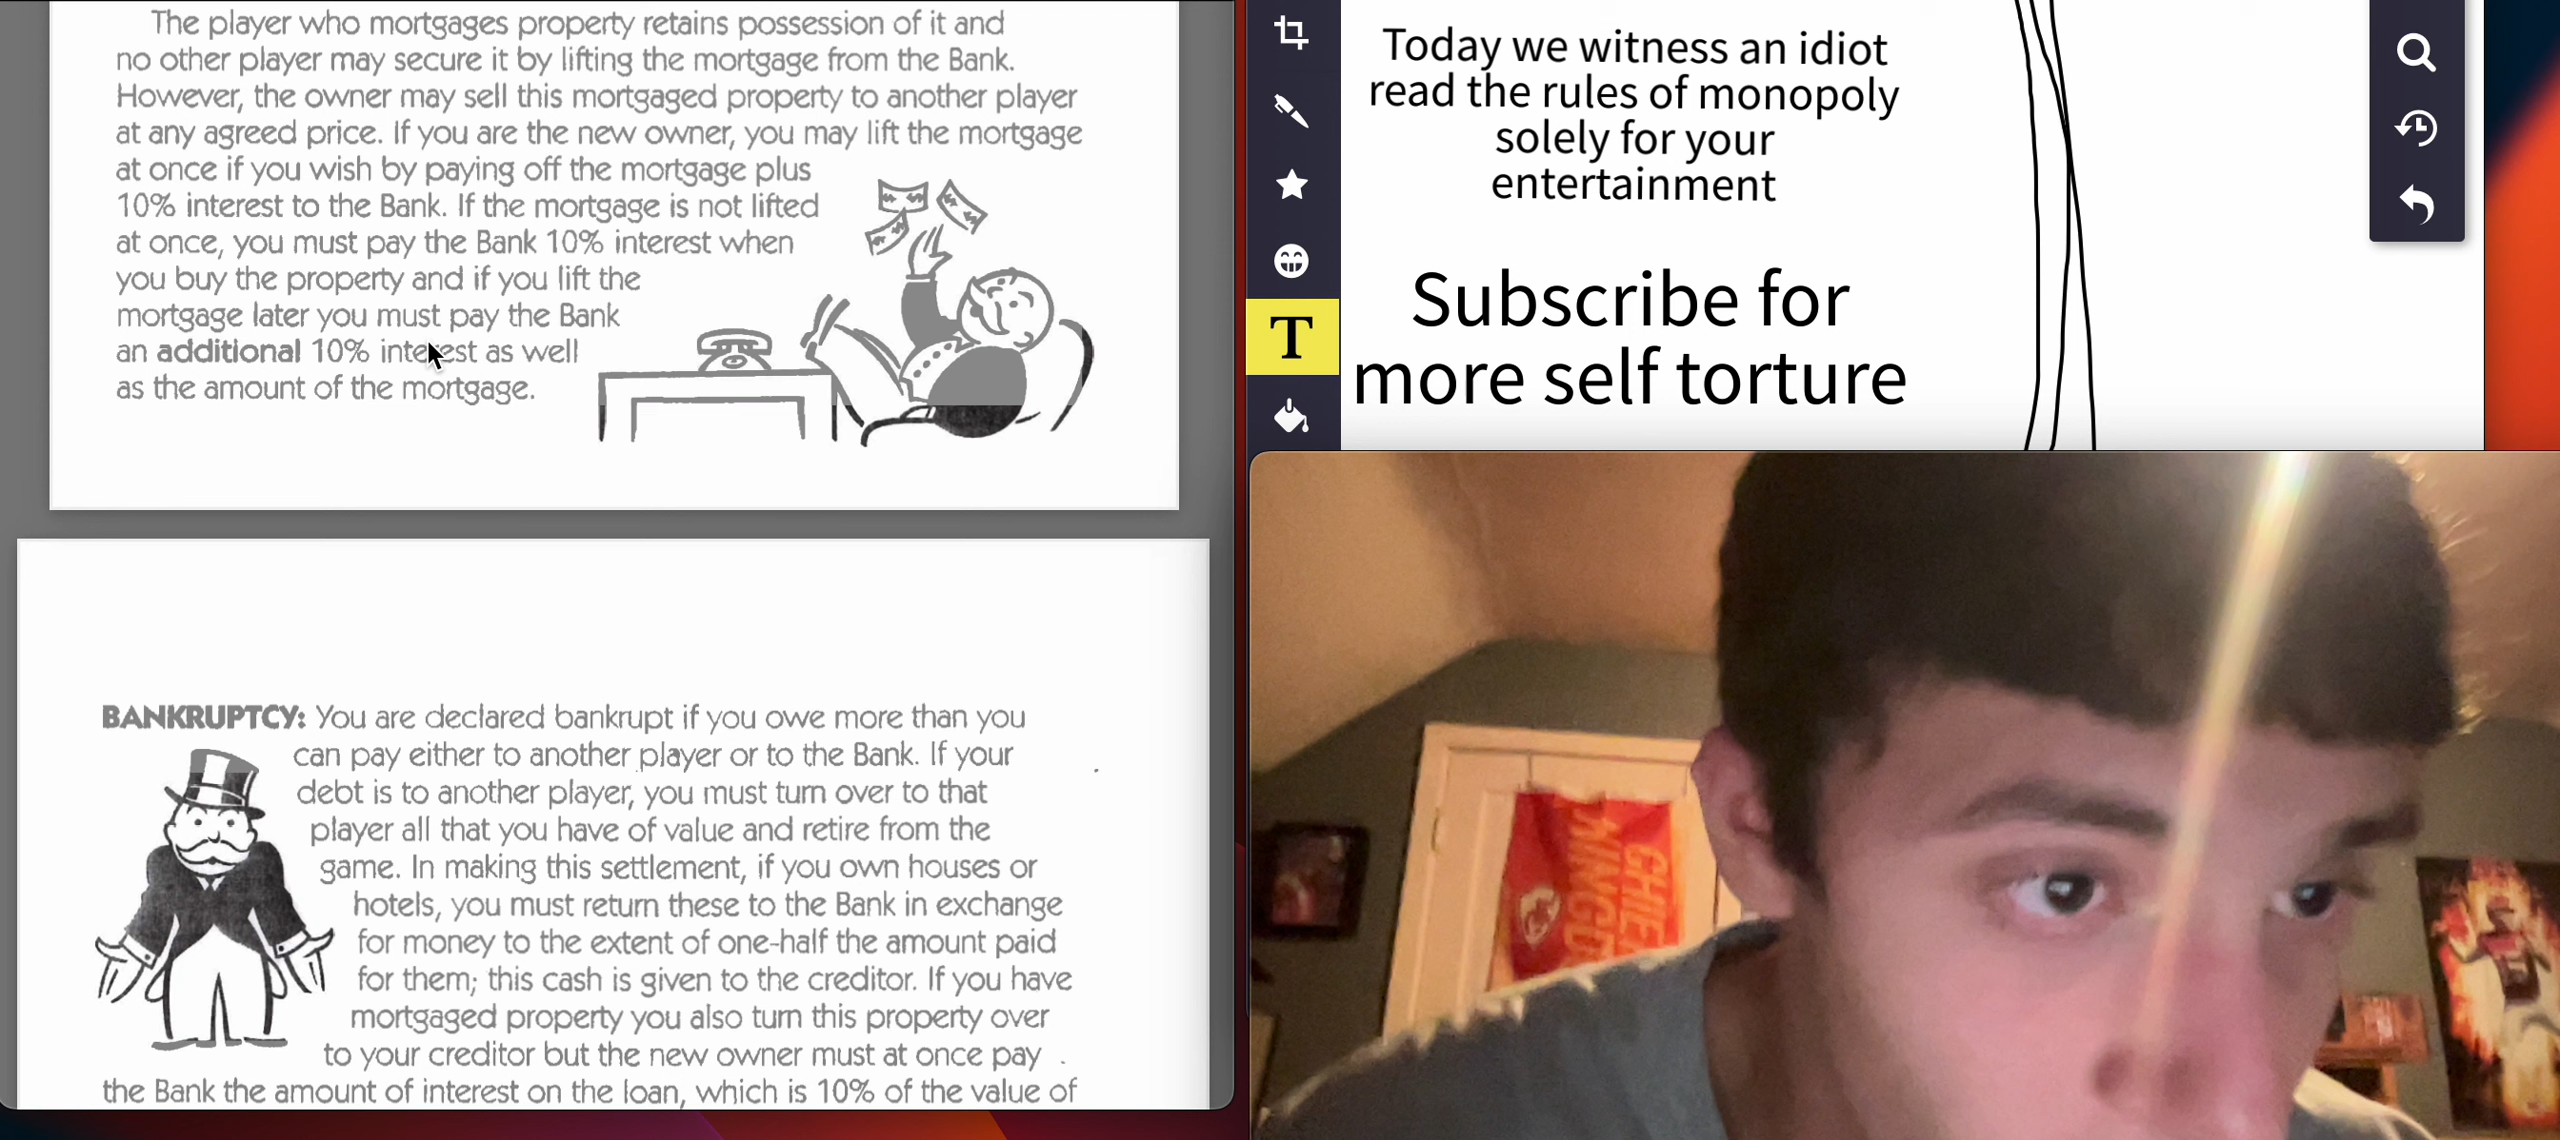 The player who mortgages property retains possession of it and
no other player may secure it by lifting the mortgage from the Bank.
However, the owner may sell this mortgaged property to another player
at any agreed price. If you are the new owner, you may lift the mortgage
at once if you wish by paying off the mortgage plus
10% interest to the Bank. If the mortgage is not lifted
at once, you must pay the Bank 10% interest when
you buy the property and if you lift the
mortgage later you must pay the Bank
an additional 10% interest as well
as the amount of the mortgage.
BANKRUPTCY: You are declared bankrupt if you owe more than you
can pay either to another player or to the Bank. If your
debt is to another player, you must turn over to that
player all that you have of value and retire from the
game. In making this settlement, if you own houses or
hotels, you must return these to the Bank in exchange
for money to the extent of one-half the amount paid
for them; this cash is given to the creditor. If you have
mortgaged property you also turn this property over
to your creditor but the new owner must at once pay
the Bank the amount of interest on the loan, which is 10% of the value of
Today we witness an idiot
read the rules of monopoly
solely for your
entertainment
Subscribe for
more self torture
T